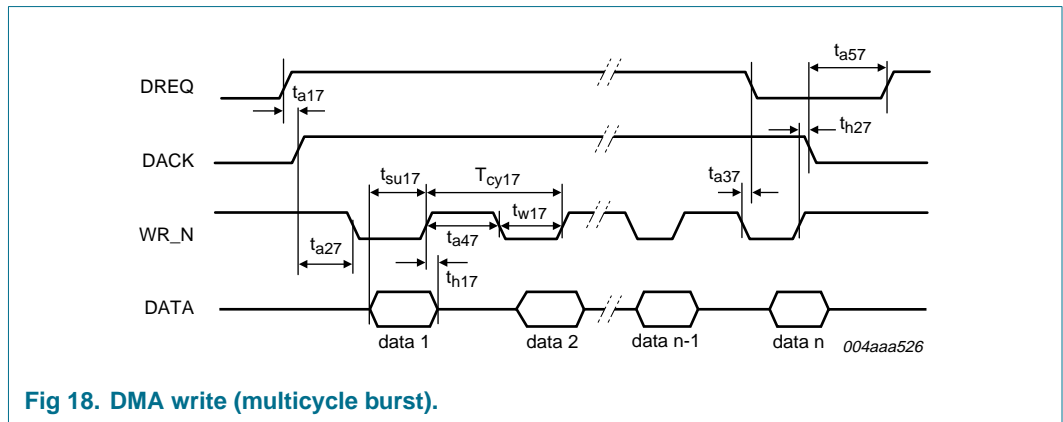 DREQ
DACK
WR_N
DATA
ta17
ta57
th27
tsu17
Tcy17
ta37
tw17
ta27
ta47
th17
data 1
data 2
data n-1
data n
004aaa526
Fig 18. DMA write (multicycle burst).